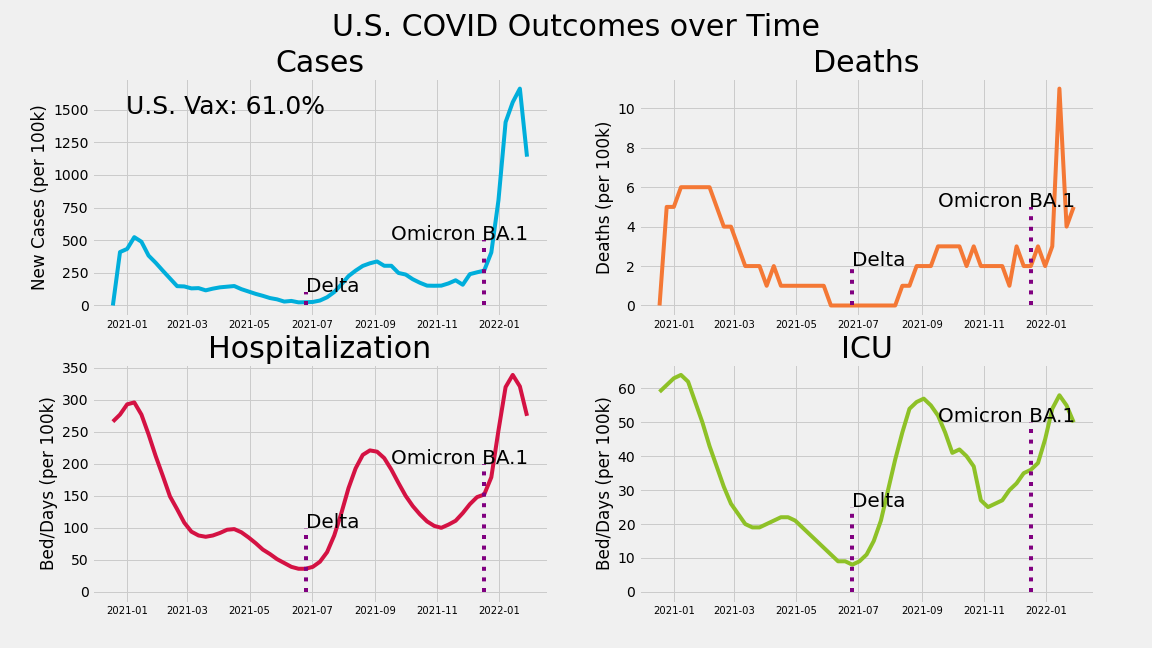 U.S. COVID Outcomes over Time
Cases
New Cases (per 100k)
1500
1250
1000
750
500
250
0
U.S. Vax: 61.0%
Omicron BA.1
Delta
2021-01 2021-03 2021-05 2021-07 2021-09 2021-11 2022-01
Deaths
Deaths (per 100k)
10
8
6
4
2
0
Omicron BA.1
Delta
2021-01 2021-03 2021-05 2021-07 2021-09 2021-11 2022-01
Hospitalization
Bed/Days (per 100k)
350
300
250
200
150
100
50
0
Omicron BA.1
Delta
2021-01 2021-03 2021-05 2021-07 2021-09 2021-11 2022-01
ICU
Bed/Days (per 100k)
60
50
40
30
20
10
0
Omicron BA.1
Delta
2021-01 2021-03 2021-05 2021-07 2021-09 2021-11 2022-01